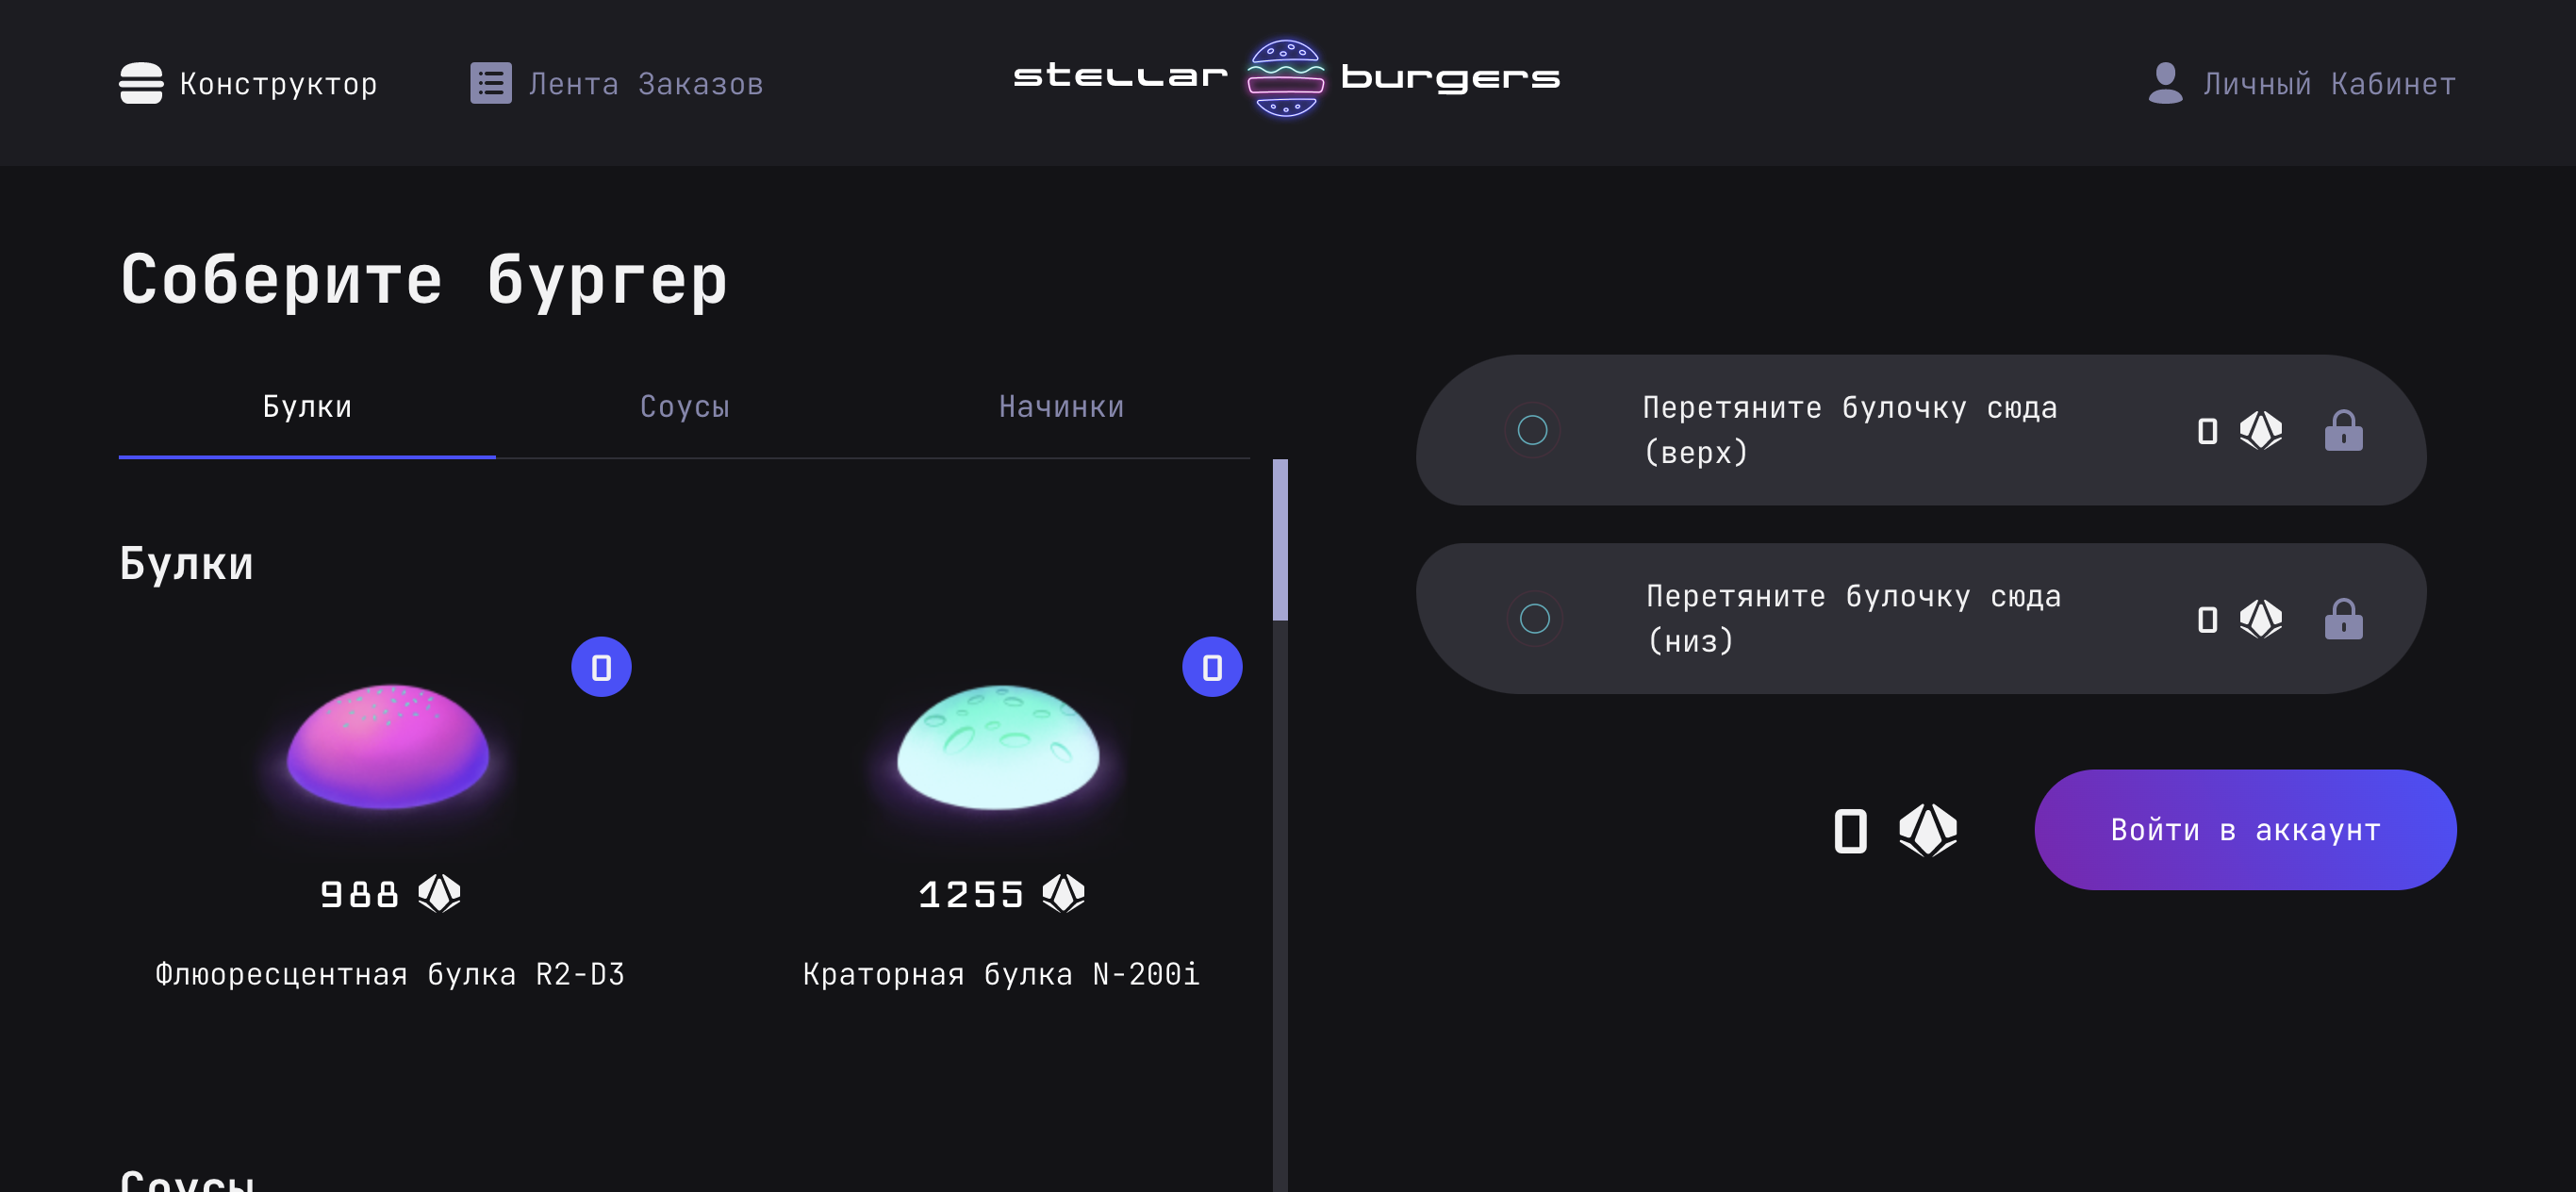 Конструктор
Лента Заказов
stellar burgers
Личный Кабинет
Соберите бургер
Булки
Соусы
Начинки
Булки
0
0
988
1255
Флюоресцентная булка R2-D3
Краторная булка N-200i
Соусы
Перетяните булочку сюда
(верх)
0
Перетяните булочку сюда
(низ)
0
0
Войти в аккаунт